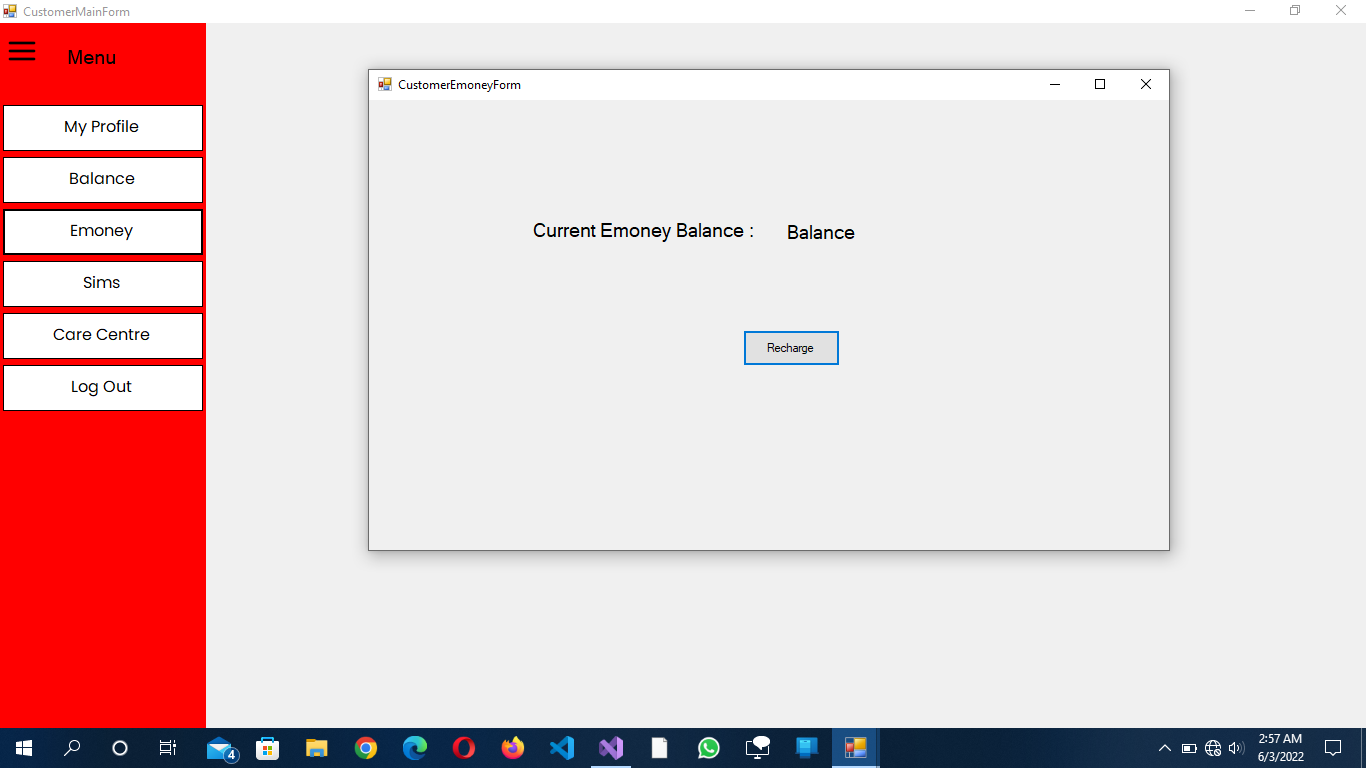 CustomerMainForm
Menu
My Profile
Balance
Emoney
Sims
Care Centre
Log Out
CustomerEmoneyForm
Current Emoney Balance : Balance
Recharge
4
2:57 AM
6/3/2022